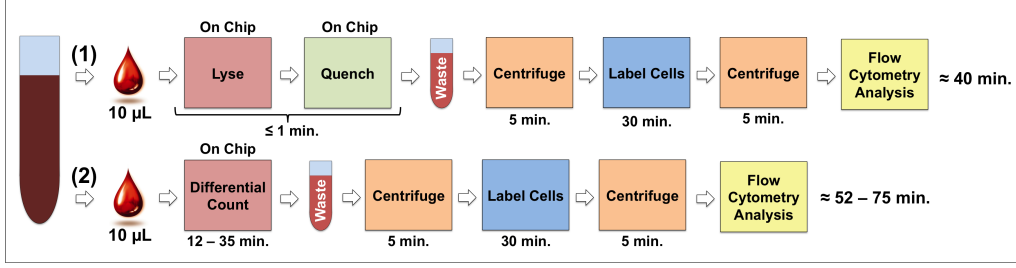 On Chip
On Chip
(1)
Lyse
Quench
Waste
Centrifuge
Label Cells
Centrifuge
Flow
Cytometry
Analysis
≈ 40 min.
10 µL
5 min.
30 min.
5 min.
≤ 1 min.
On Chip
(2)
Differential
Count
Waste
Centrifuge
Label Cells
Centrifuge
Flow
Cytometry
Analysis
≈ 52 – 75 min.
10 µL
12 – 35 min.
5 min.
30 min.
5 min.